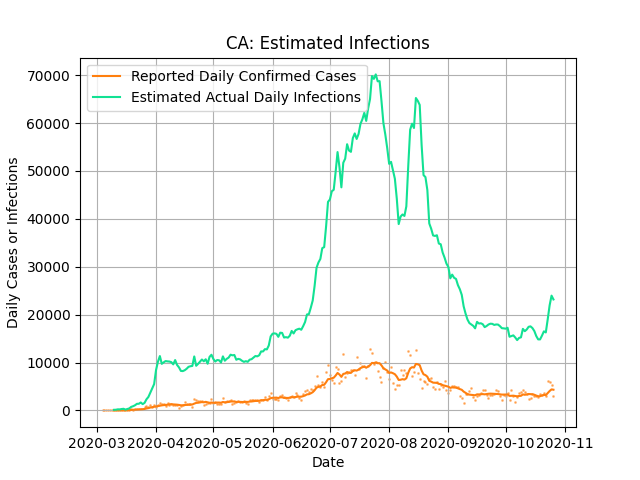 CA: Estimated Infections
Reported Daily Confirmed Cases
Estimated Actual Daily Infections
Daily Cases or Infections
70000
60000
50000
40000
30000
20000
10000
0
2020-03 2020-04 2020-05 2020-06 2020-07 2020-08 2020-09 2020-10 2020-11
Date